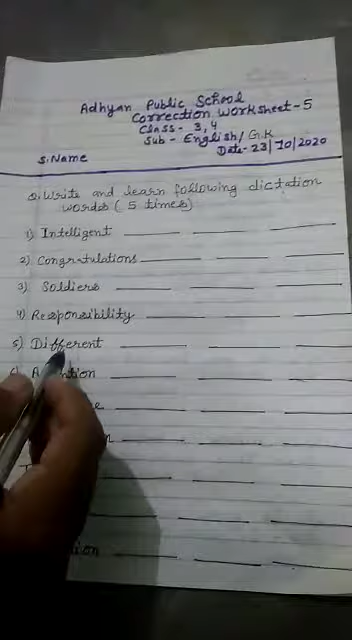 Adhyan Public School
Correction Worksheet-5
Class - 3,4
Sub - English/G.K
Date - 23/10/2020
S.Name
Q. Write and learn following dictation
words (5 times)
1) Intelligent
2) Congratulations
3) Soldiers
4) Responsibility
5) Different